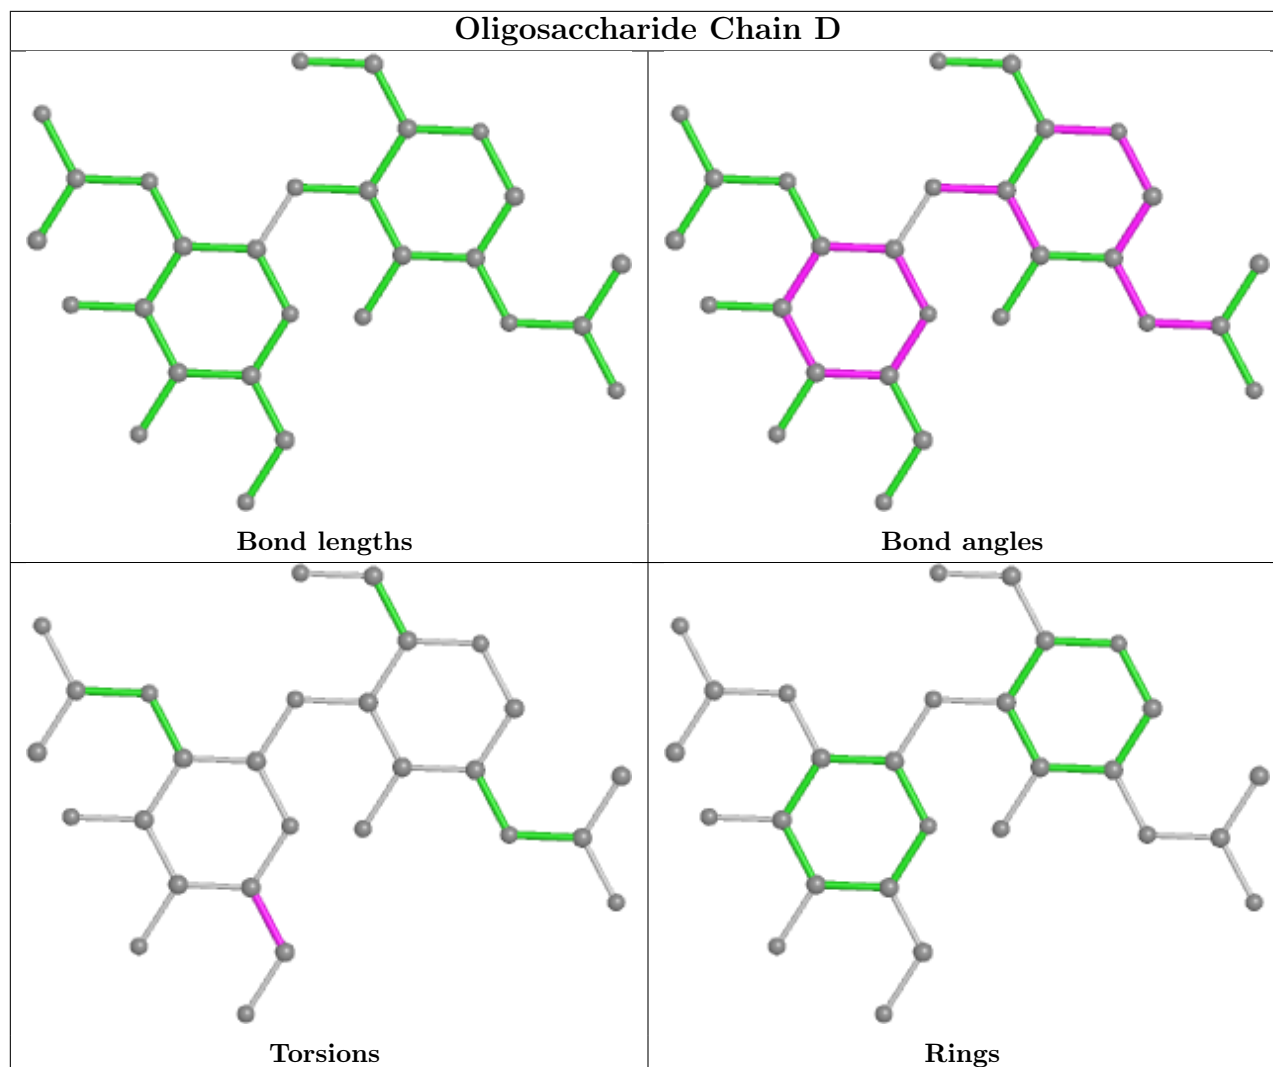 Oligosaccharide Chain D
Bond lengths
Bond angles
Torsions
Rings